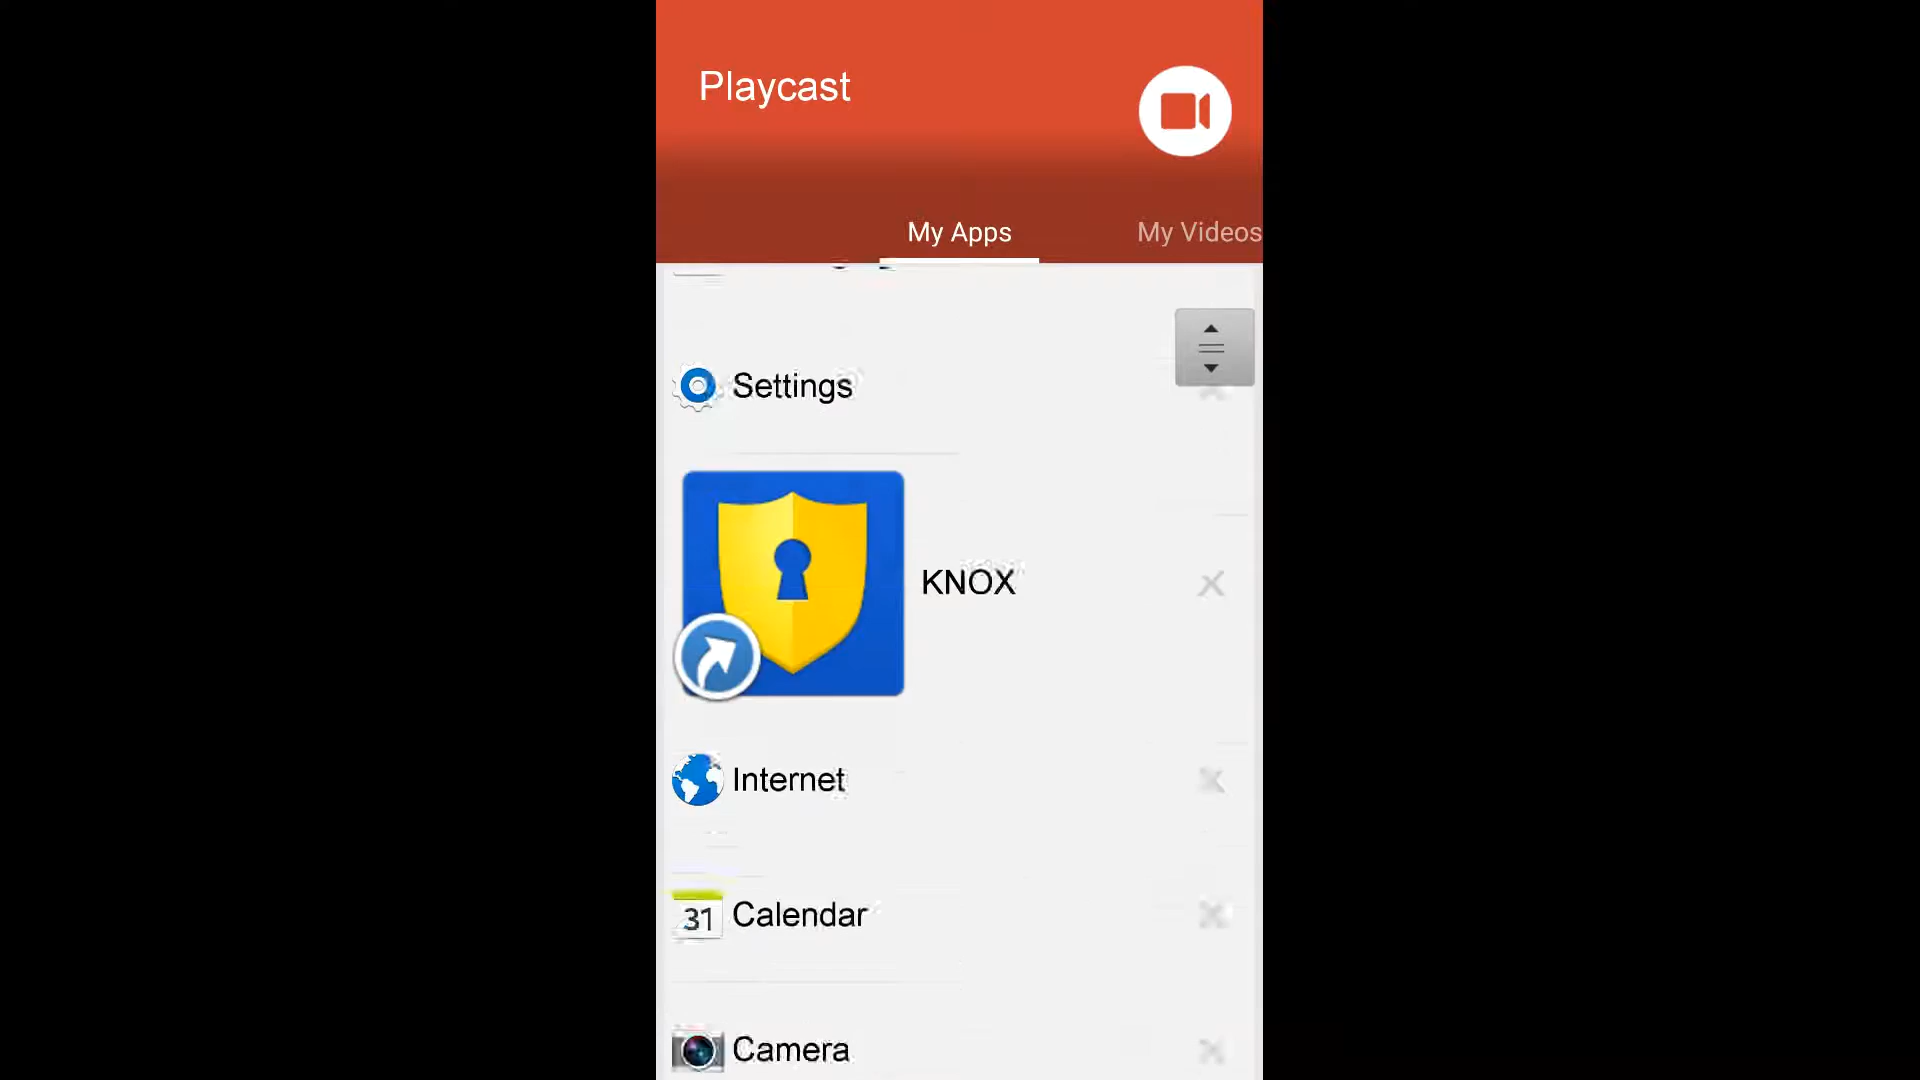 Playcast
My Apps
My Videos
Settings
KNOX
Internet
31 Calendar
Camera